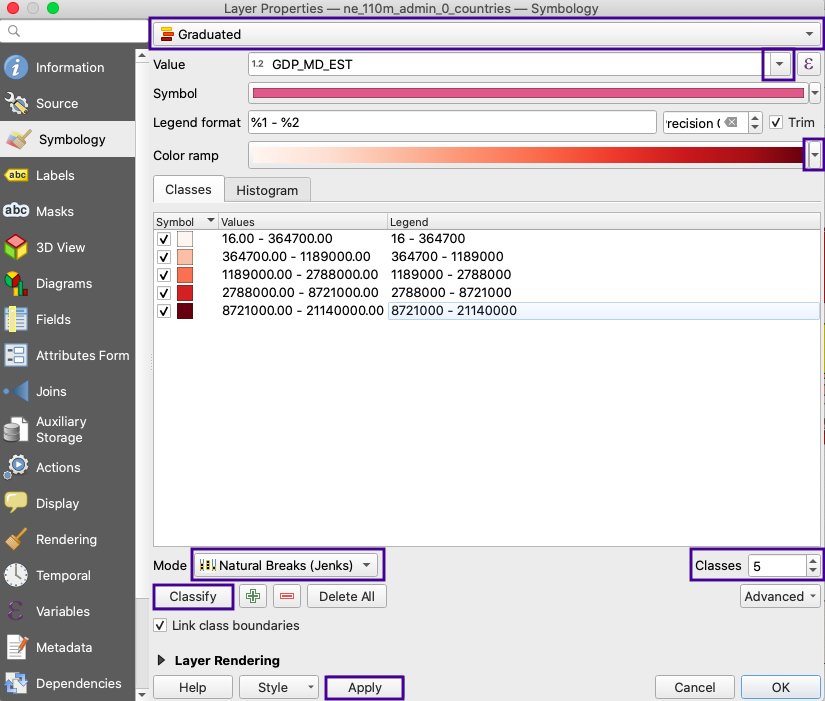 Layer Properties — ne_110m_admin_0_countries — Symbology
Graduated
Information
Source
Symbology
abc Labels
abc Masks
3D View
Diagrams
Fields
Attributes Form
Joins
Auxiliary
Storage
Actions
Display
Rendering
Temporal
Variables
Metadata
Dependencies
Value 1.2 GDP_MD_EST ε
Symbol
Legend format %1 - %2 Trim
Color ramp
Classes Histogram
Symbol Values Legend
16.00 - 364700.00 16 - 364700
364700.00 - 1189000.00 364700 - 1189000
1189000.00 - 2788000.00 1189000 - 2788000
2788000.00 - 8721000.00 2788000 - 8721000
8721000.00 - 21140000.00 8721000 - 21140000
Mode Natural Breaks (Jenks) Classes 5
Classify Delete All Advanced
Link class boundaries
Layer Rendering
Help Style Apply Cancel OK